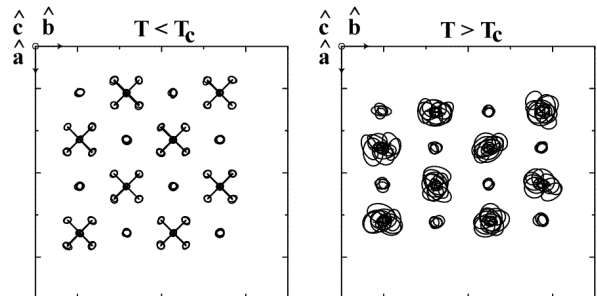 ĉ b̂ T < Tc
â
ĉ b̂ T > Tc
â